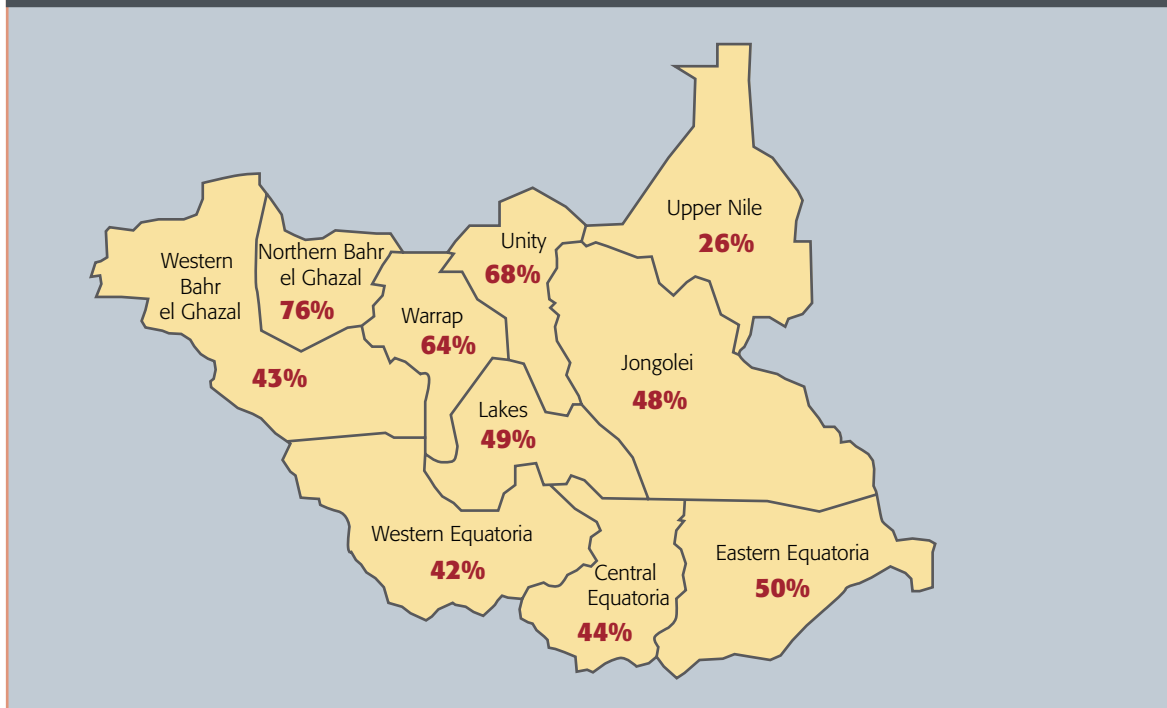 Upper Nile
26%
Unity
68%
Northern Bahr
el Ghazal
76%
Western
Bahr
el Ghazal
43%
Warrap
64%
Jongolei
48%
Lakes
49%
Western Equatoria
42%
Eastern Equatoria
50%
Central
Equatoria
44%